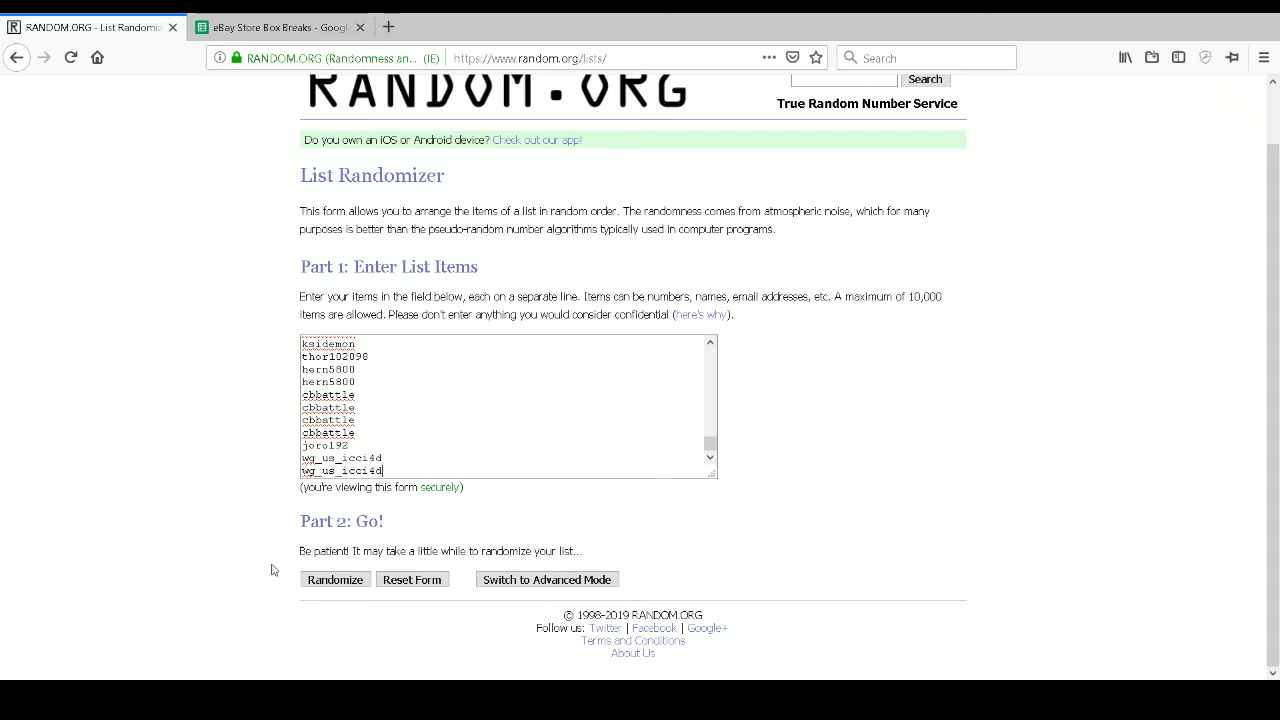 RANDOM.ORG - List Randomiz
eBay Store Box Breaks - Googl
RANDOM.ORG (Randomness an... (IE)
https://www.random.org/lists/
Search
RANDOM.ORG
Search
True Random Number Service
Do you own an iOS or Android device? Check out our app!
List Randomizer
This form allows you to arrange the items of a list in random order. The randomness comes from atmospheric noise, which for many
purposes is better than the pseudo-random number algorithms typically used in computer programs.
Part 1: Enter List Items
Enter your items in the field below, each on a separate line. Items can be numbers, names, email addresses, etc. A maximum of 10,000
items are allowed. Please don't enter anything you would consider confidential (here's why).
ksidemon
thor102098
hern5800
hern5800
cbbattle
cbbattle
cbbattle
cbbattle
joro192
wg_us_icci4d
wg_us_icci4d
(you're viewing this form securely)
Part 2: Go!
Be patient! It may take a little while to randomize your list...
Randomize
Reset Form
Switch to Advanced Mode
© 1998-2019 RANDOM.ORG
Follow us: Twitter | Facebook | Google+
Terms and Conditions
About Us